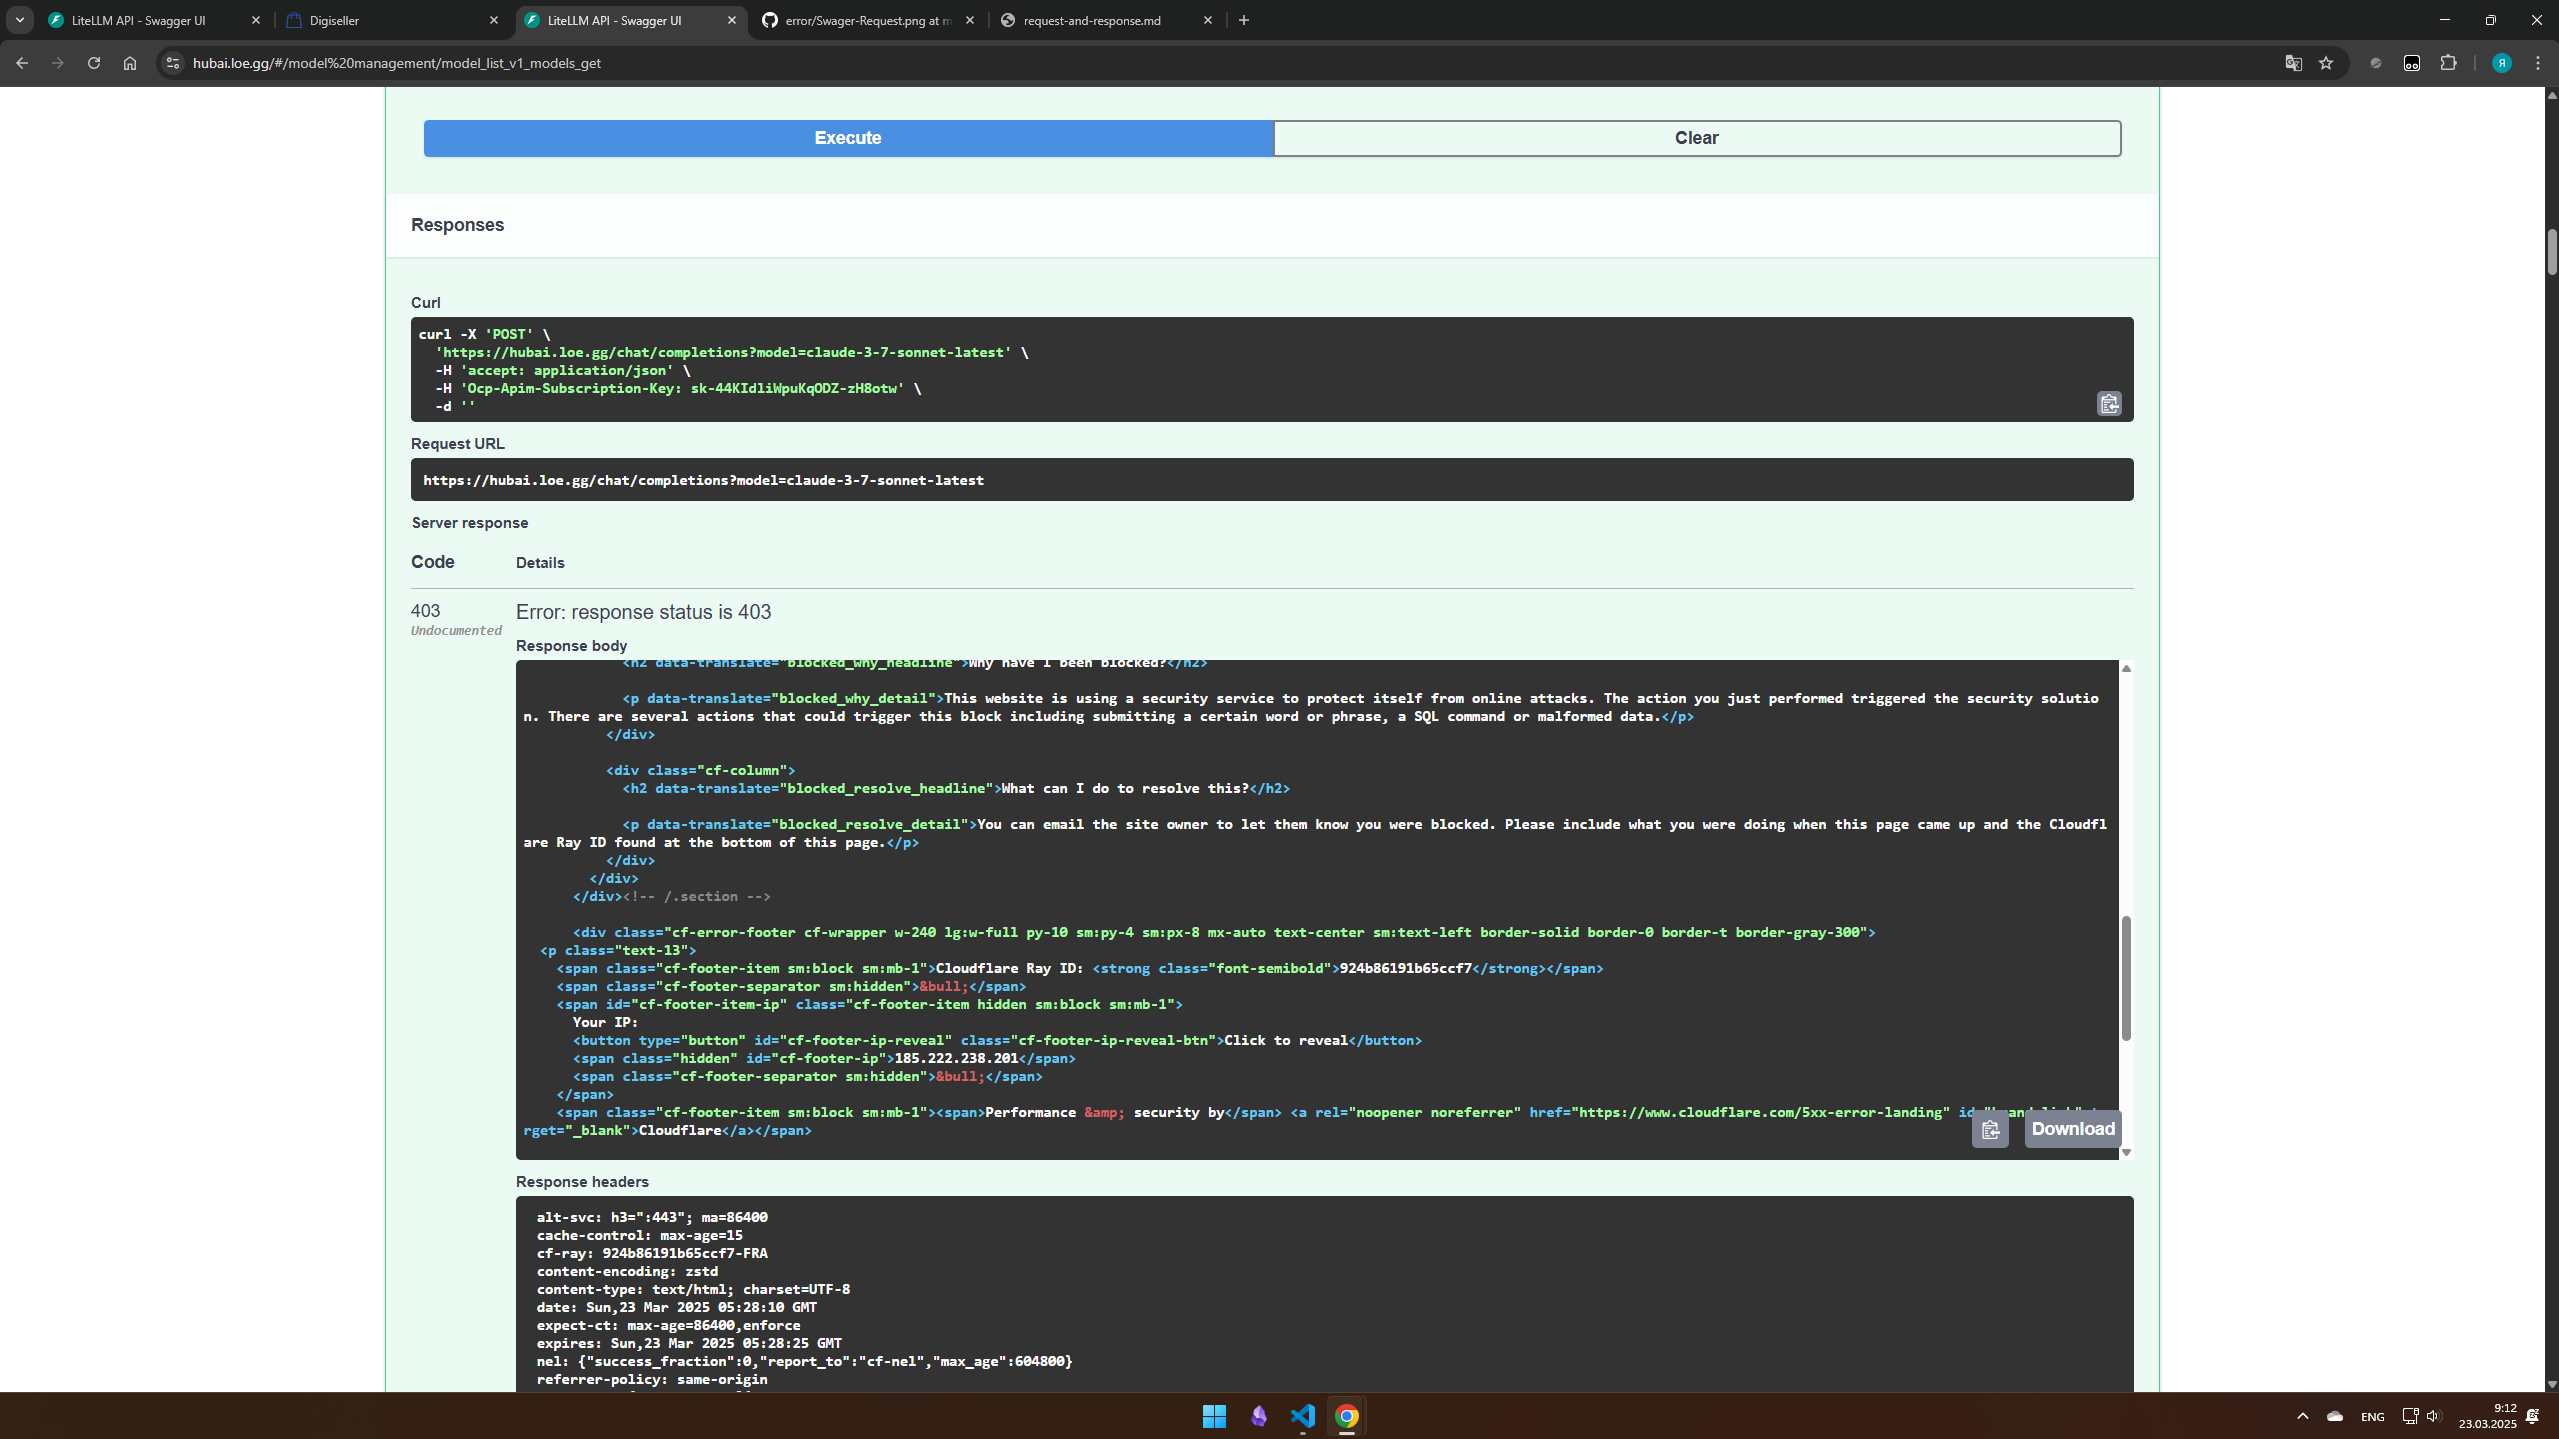 LiteLLM API - Swagger UI
Digiseller
LiteLLM API - Swagger UI
error/Swager-Request.png at m
request-and-response.md
hubai.loe.gg/#/model%20management/model_list_v1_models_get
Execute
Clear
Responses
Curl
curl -X 'POST' \
'https://hubai.loe.gg/chat/completions?model=claude-3-7-sonnet-latest' \
-H 'accept: application/json' \
-H 'Ocp-Apim-Subscription-Key: sk-44KIdliWpuKqODZ-zH8otw' \
-d ''
Request URL
https://hubai.loe.gg/chat/completions?model=claude-3-7-sonnet-latest
Server response
Code
Details
403
Undocumented
Error: response status is 403
Response body
<h2 data-translate="blocked_why_headline">Why have I been blocked?</h2>
<p data-translate="blocked_why_detail">This website is using a security service to protect itself from online attacks. The action you just performed triggered the security solutio
n. There are several actions that could trigger this block including submitting a certain word or phrase, a SQL command or malformed data.</p>
</div>
<div class="cf-column">
<h2 data-translate="blocked_resolve_headline">What can I do to resolve this?</h2>
<p data-translate="blocked_resolve_detail">You can email the site owner to let them know you were blocked. Please include what you were doing when this page came up and the Cloudfl
are Ray ID found at the bottom of this page.</p>
</div>
</div>
</div><!-- /.section -->
<div class="cf-error-footer cf-wrapper w-240 lg:w-full py-10 sm:py-4 sm:px-8 mx-auto text-center sm:text-left border-solid border-0 border-t border-gray-300">
<p class="text-13">
<span class="cf-footer-item sm:block sm:mb-1">Cloudflare Ray ID: <strong class="font-semibold">924b86191b65ccf7</strong></span>
<span class="cf-footer-separator sm:hidden">&bull;</span>
<span id="cf-footer-item-ip" class="cf-footer-item hidden sm:block sm:mb-1">
Your IP:
<button type="button" id="cf-footer-ip-reveal" class="cf-footer-ip-reveal-btn">Click to reveal</button>
<span class="hidden" id="cf-footer-ip">185.222.238.201</span>
<span class="cf-footer-separator sm:hidden">&bull;</span>
</span>
<span class="cf-footer-item sm:block sm:mb-1"><span>Performance &amp; security by</span> <a rel="noopener noreferrer" href="https://www.cloudflare.com/5xx-error-landing"
rget="_blank">Cloudflare</a></span>
Download
Response headers
alt-svc: h3=":443"; ma=86400
cache-control: max-age=15
cf-ray: 924b86191b65ccf7-FRA
content-encoding: zstd
content-type: text/html; charset=UTF-8
date: Sun,23 Mar 2025 05:28:10 GMT
expect-ct: max-age=86400,enforce
expires: Sun,23 Mar 2025 05:28:25 GMT
nel: {"success_fraction":0,"report_to":"cf-nel","max_age":604800}
referrer-policy: same-origin
ENG
9:12
23.03.2025